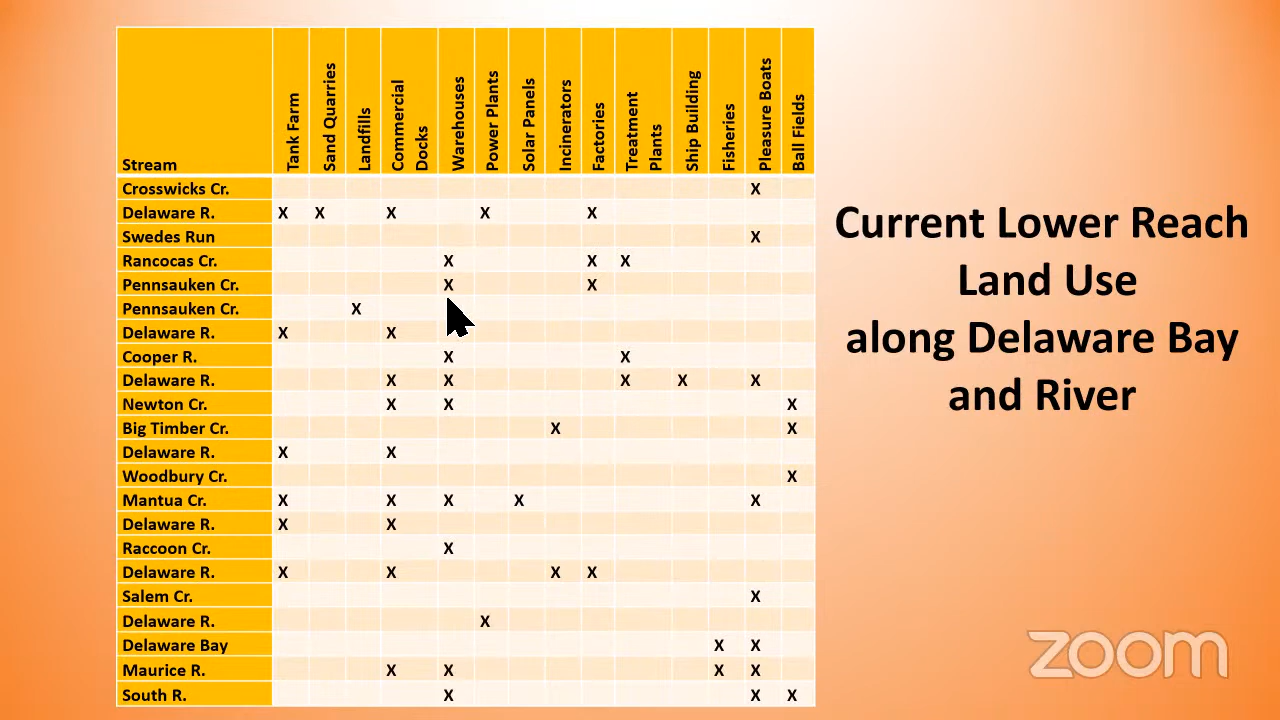 Stream Tank Farm Sand Quarries Landfills Commercial Docks Warehouses Power Plants Solar Panels Incinerators Factories Treatment Plants Ship Building Fisheries Pleasure Boats Ball Fields
Crosswicks Cr. X
Delaware R. X X X X X
Swedes Run X
Rancocas Cr. X X X
Pennsauken Cr. X X
Pennsauken Cr. X
Delaware R. X X
Cooper R. X X
Delaware R. X X X X X
Newton Cr. X X X
Big Timber Cr. X X
Delaware R. X X
Woodbury Cr. X
Mantua Cr. X X X X X
Delaware R. X X
Raccoon Cr. X
Delaware R. X X X X
Salem Cr. X
Delaware R. X
Delaware Bay X X
Maurice R. X X X X
South R. X X X
Current Lower Reach
Land Use
along Delaware Bay
and River
zoom